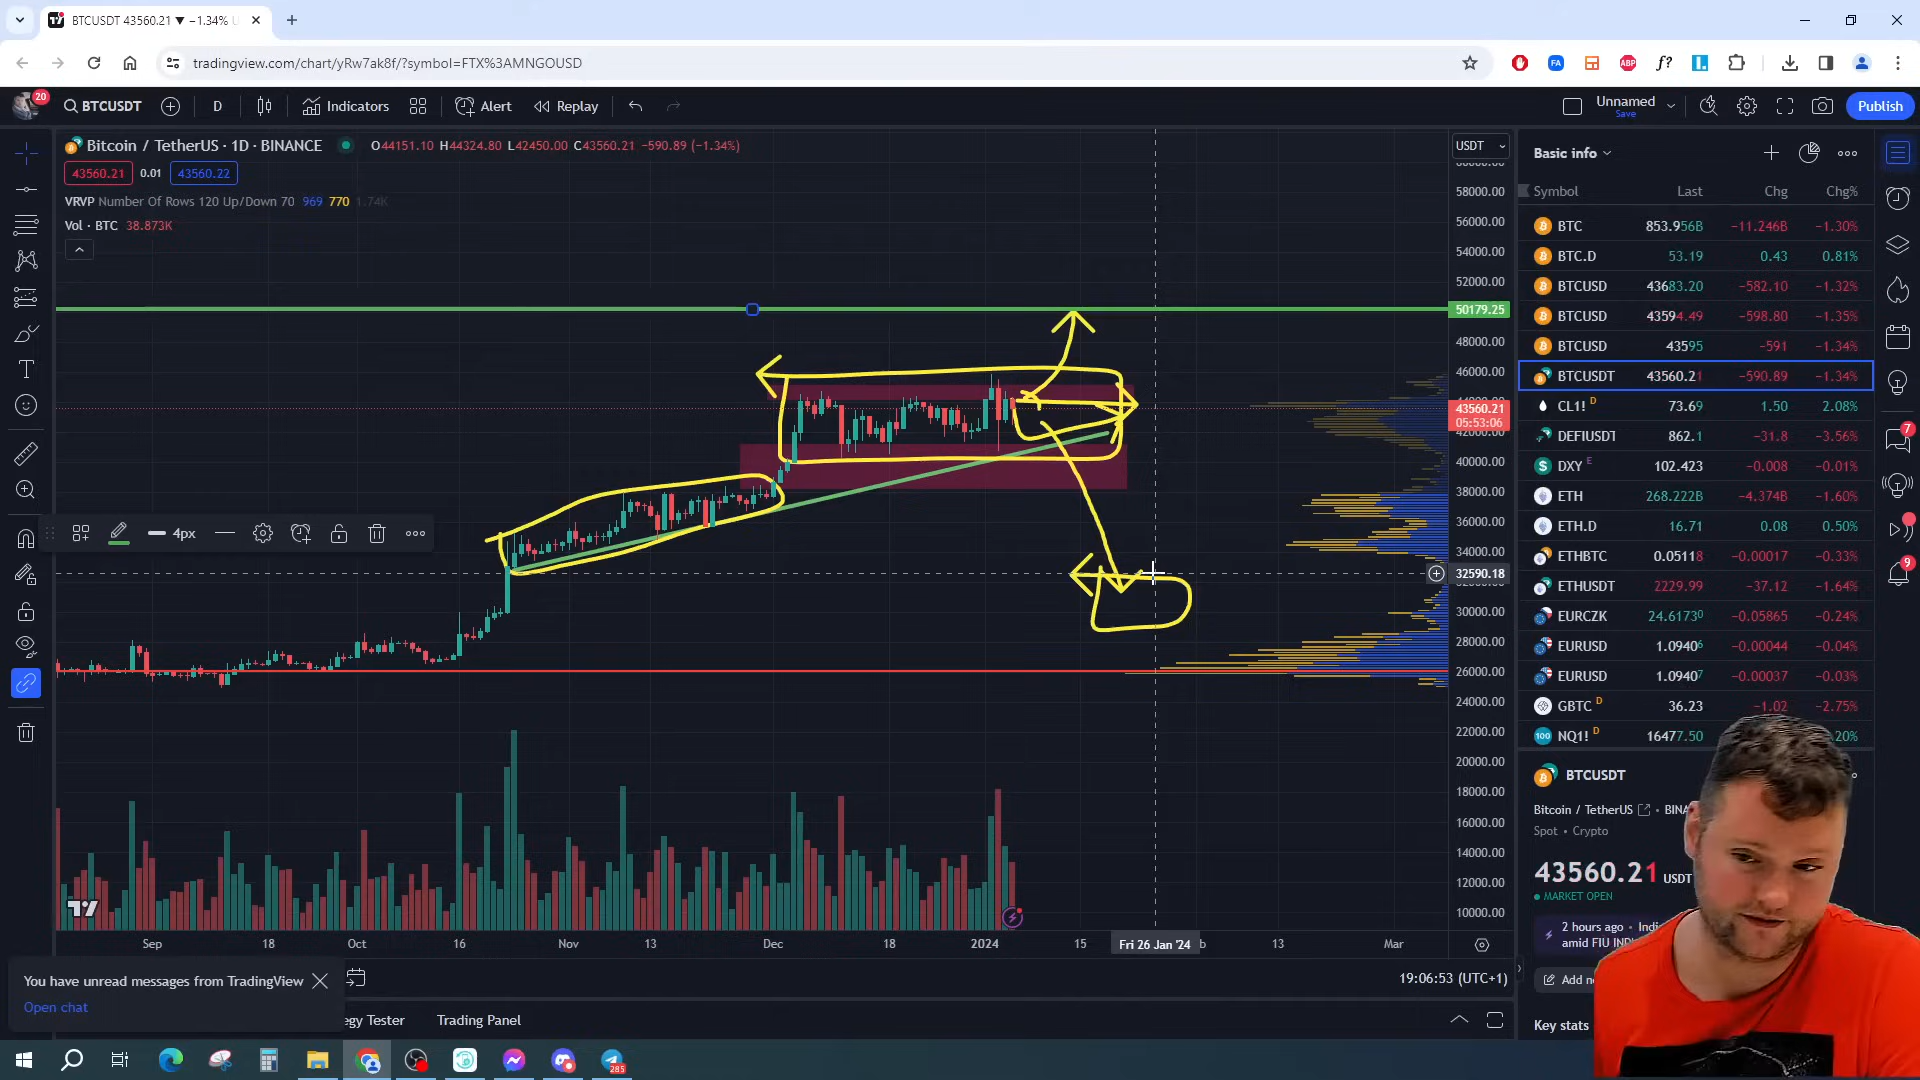 BTCUSDT 43560.21 ▼ −1.34%
tradingview.com/chart/yRw7ak8f/?symbol=FTX%3AMNGOUSD
FA
ABP
f?
20
BTCUSDT
D
Indicators
Alert
Replay
Unnamed
Save
Publish
Bitcoin / TetherUS · 1D · BINANCE
O44151.10 H44324.80 L42450.00 C43560.21 −590.89 (−1.34%)
43560.21 0.01 43560.22
VRVP Number Of Rows 120 Up/Down 70 969 770 1.74K
Vol · BTC 38.873K
USDT
58000.00
56000.00
54000.00
52000.00
50179.25
48000.00
46000.00
43560.21
05:53:06
42000.00
40000.00
38000.00
36000.00
34000.00
32590.18
30000.00
28000.00
26000.00
24000.00
22000.00
20000.00
18000.00
16000.00
14000.00
12000.00
10000.00
4px
Sep 18 Oct 16 Nov 13 Dec 18 2024 15 Fri 26 Jan '24 13 Mar
You have unread messages from TradingView
Open chat
19:06:53 (UTC+1)
egy Tester
Trading Panel
Basic info
Symbol Last Chg Chg%
BTC 853.956B −11.246B −1.30%
BTC.D 53.19 0.43 0.81%
BTCUSD 43683.20 −582.10 −1.32%
BTCUSD 43594.49 −598.80 −1.35%
BTCUSD 43595 −591 −1.34%
BTCUSDT 43560.21 −590.89 −1.34%
CL1! D 73.69 1.50 2.08%
DEFIUSDT 862.1 −31.8 −3.56%
DXY E 102.423 −0.008 −0.01%
ETH 268.222B −4.374B −1.60%
ETH.D 16.71 0.08 0.50%
ETHBTC 0.05118 −0.00017 −0.33%
ETHUSDT 2229.99 −37.12 −1.64%
EURCZK 24.61730 −0.05865 −0.24%
EURUSD 1.09406 −0.00044 −0.04%
EURUSD 1.09407 −0.00037 −0.03%
GBTC D 36.23 −1.02 −2.75%
100 NQ1! D 16477.50 20%
BTCUSDT
Bitcoin / TetherUS • BINA
Spot • Crypto
43560.21 USDT
MARKET OPEN
2 hours ago • Indi
amid FIU IND
Add n
Key stats
7
9
285